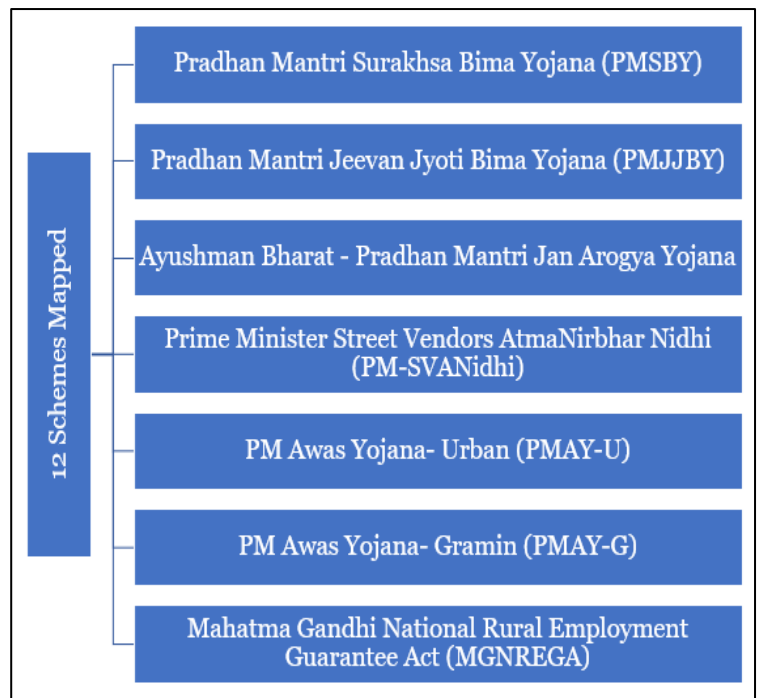 12 Schemes Mapped
Pradhan Mantri Surakhsa Bima Yojana (PMSBY)
Pradhan Mantri Jeevan Jyoti Bima Yojana (PMJJBY)
Ayushman Bharat - Pradhan Mantri Jan Arogya Yojana
Prime Minister Street Vendors AtmaNirbhar Nidhi
(PM-SVANidhi)
PM Awas Yojana- Urban (PMAY-U)
PM Awas Yojana- Gramin (PMAY-G)
Mahatma Gandhi National Rural Employment
Guarantee Act (MGNREGA)